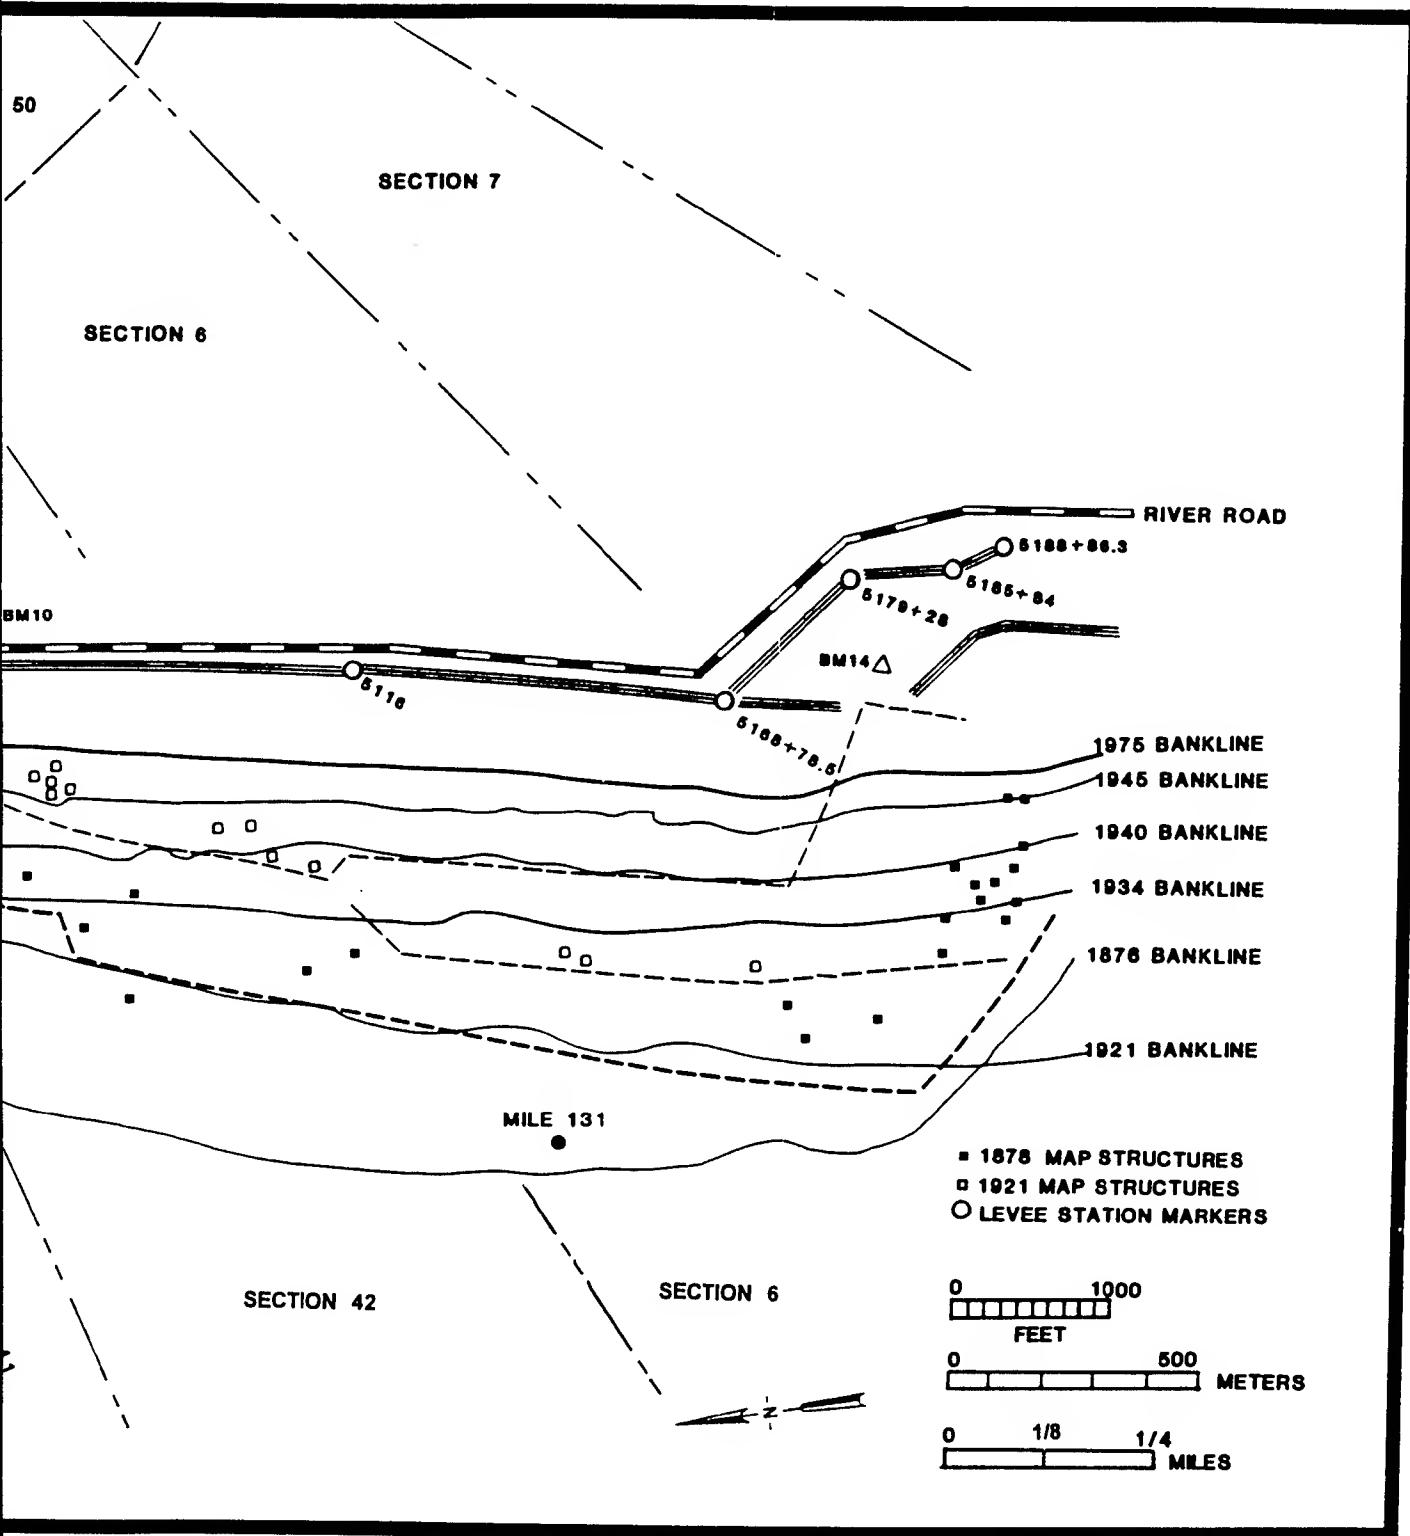 50
SECTION 7
SECTION 6
RIVER ROAD
5188+86.3
5185+84
5179+28
BM10
BM14
5116
5168+78.5
1975 BANKLINE
1945 BANKLINE
1940 BANKLINE
1934 BANKLINE
1876 BANKLINE
1921 BANKLINE
MILE 131
1878 MAP STRUCTURES
1921 MAP STRUCTURES
LEVEE STATION MARKERS
SECTION 42
SECTION 6
0 1000
FEET
0 500
METERS
0 1/8 1/4
MILES
N